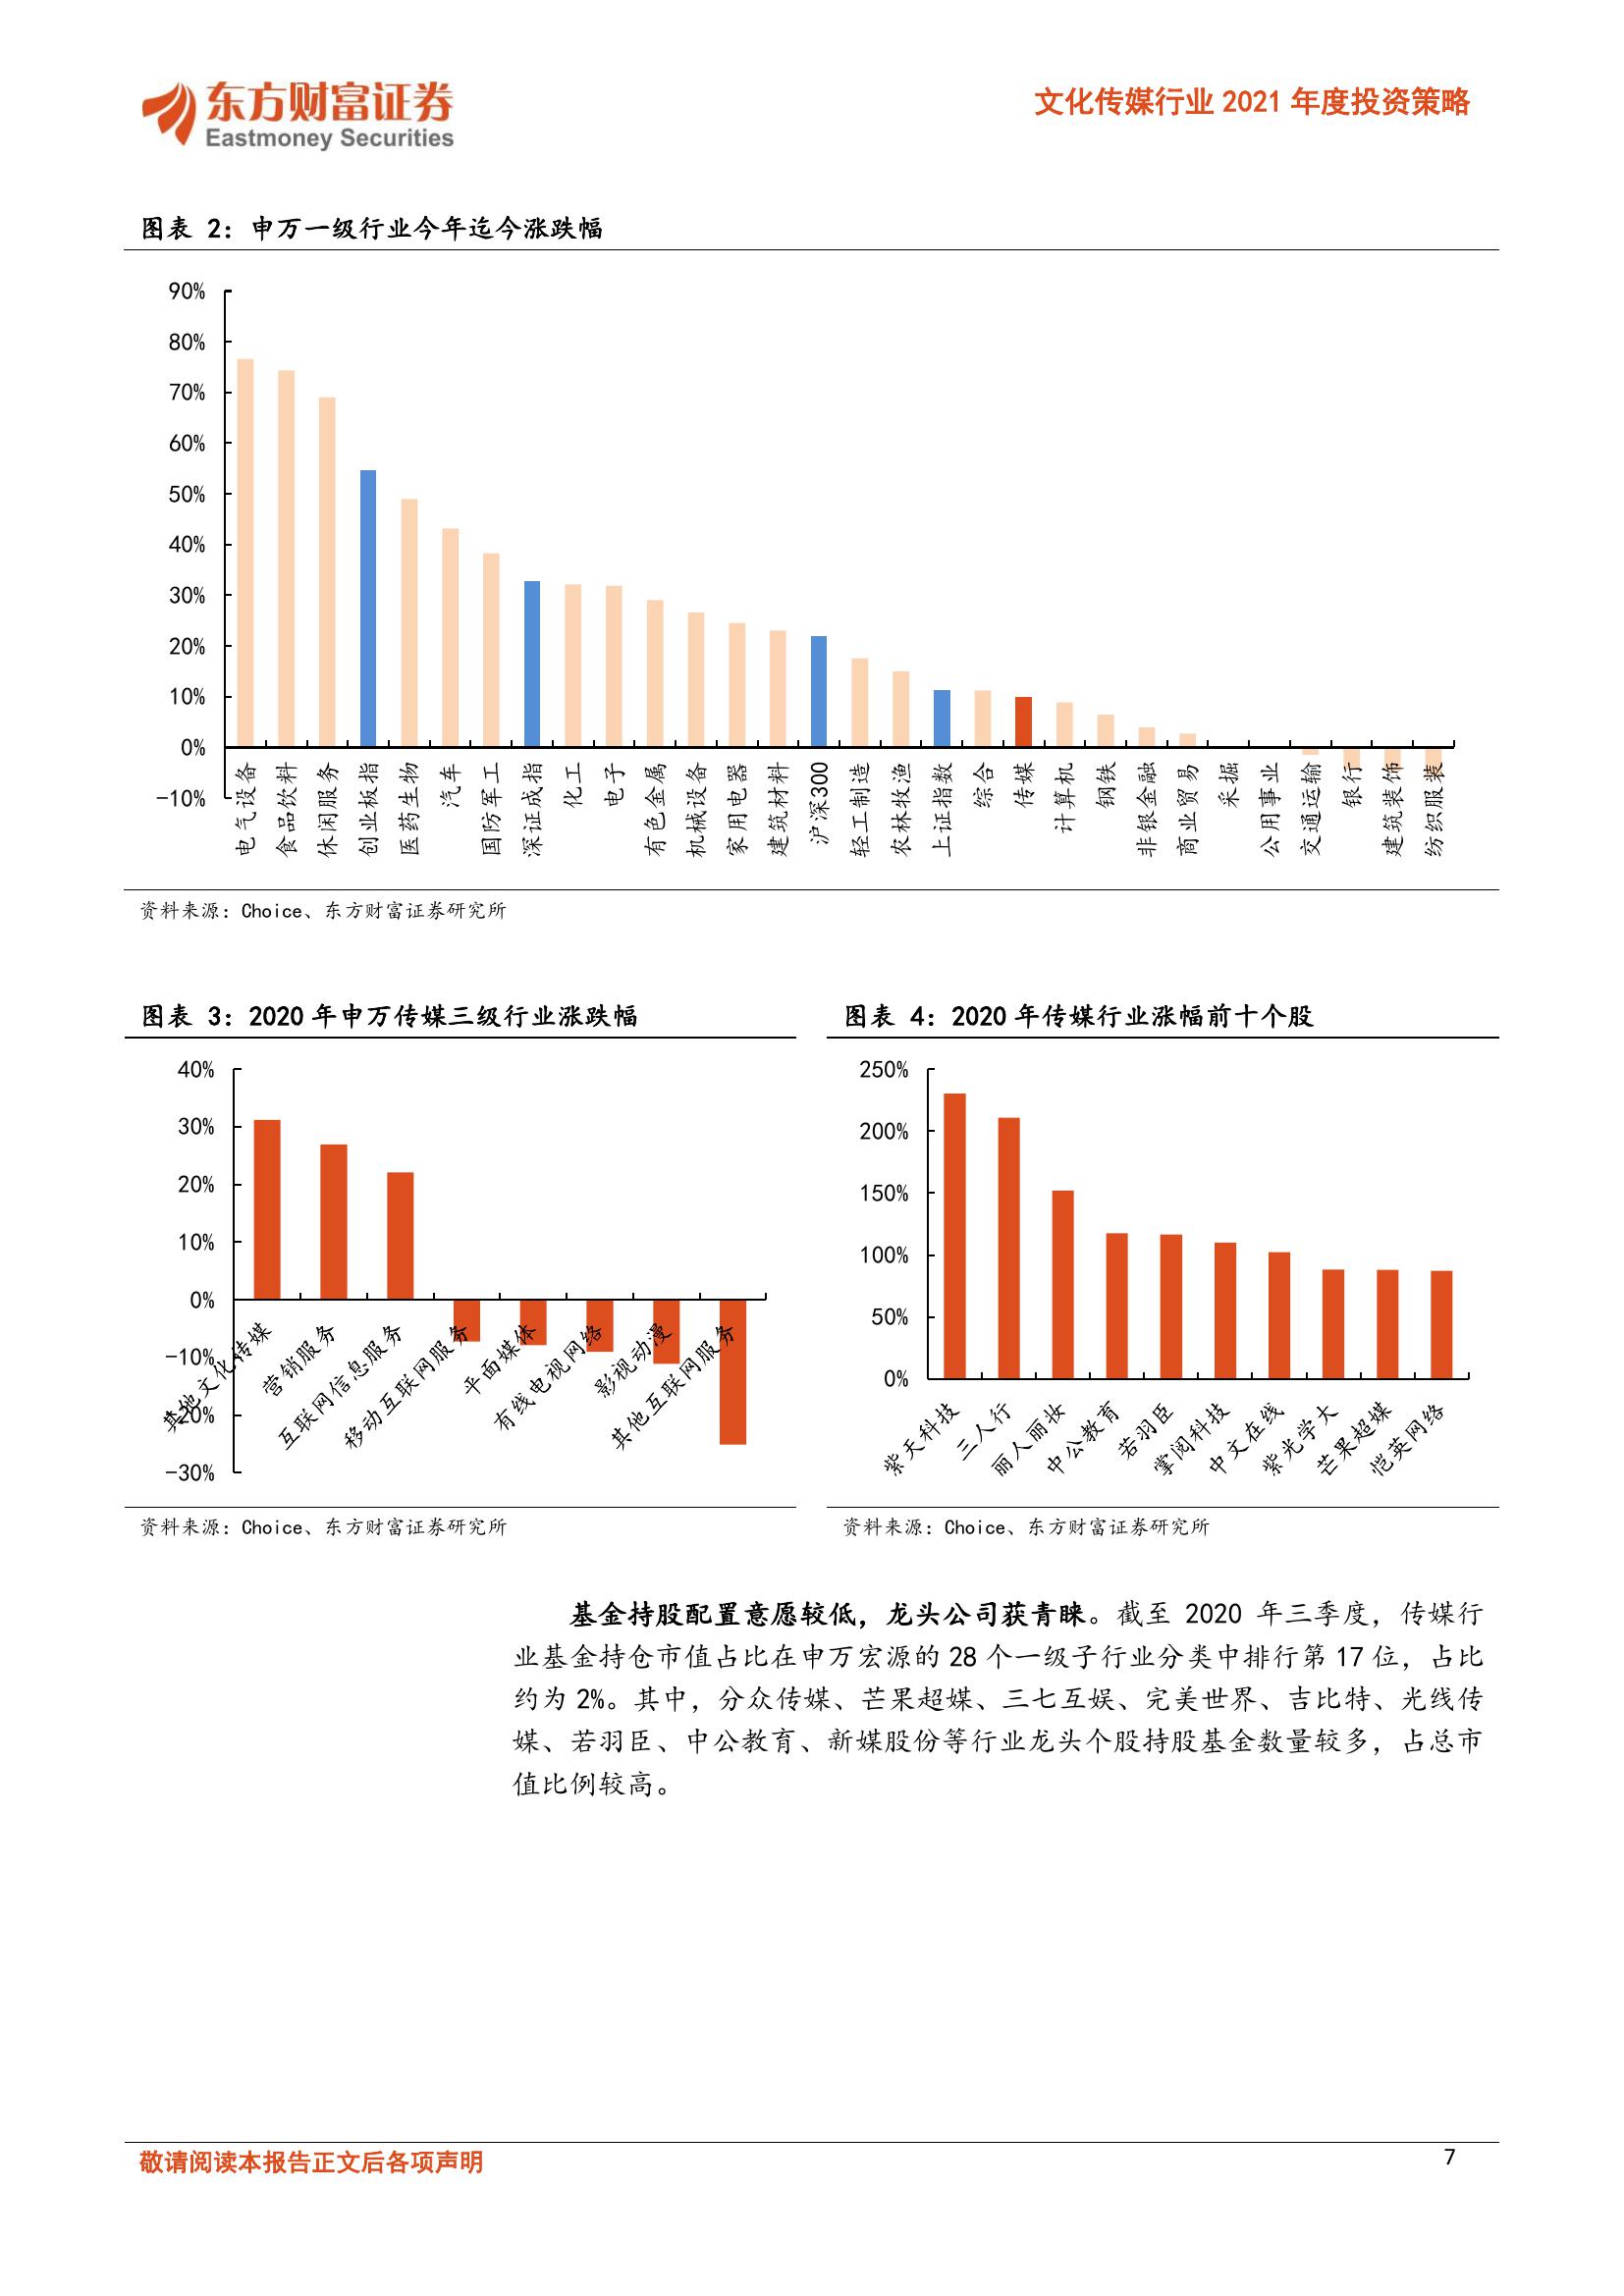 东方财富证券
Eastmoney Securities
文化传媒行业 2021 年度投资策略
图表 2：申万一级行业今年迄今涨跌幅
90%
80%
70%
60%
50%
40%
30%
20%
10%
0%
-10%
电气设备
食品饮料
休闲服务
创业板指
医药生物
汽车
国防军工
深证成指
化工
电子
有色金属
机械设备
家用电器
建筑材料
沪深300
轻工制造
农林牧渔
上证指数
综合
传媒
计算机
钢铁
非银金融
商业贸易
采掘
公用事业
交通运输
银行
建筑装饰
纺织服装
资料来源：Choice、东方财富证券研究所
图表 3：2020 年申万传媒三级行业涨跌幅
40%
30%
20%
10%
0%
-10%
-20%
-30%
其他文化传媒
营销服务
互联网信息服务
移动互联网服务
平面媒体
有线电视网络
影视动漫
其他互联网服务
资料来源：Choice、东方财富证券研究所
图表 4：2020 年传媒行业涨幅前十个股
250%
200%
150%
100%
50%
0%
紫天科技
三人行
丽人丽妆
中公教育
若羽臣
掌阅科技
中文在线
紫光学大
芒果超媒
恺英网络
资料来源：Choice、东方财富证券研究所
基金持股配置意愿较低，龙头公司获青睐。截至 2020 年三季度，传媒行
业基金持仓市值占比在申万宏源的 28 个一级子行业分类中排行第 17 位，占比
约为 2%。其中，分众传媒、芒果超媒、三七互娱、完美世界、吉比特、光线传
媒、若羽臣、中公教育、新媒股份等行业龙头个股持股基金数量较多，占总市
值比例较高。
敬请阅读本报告正文后各项声明
7